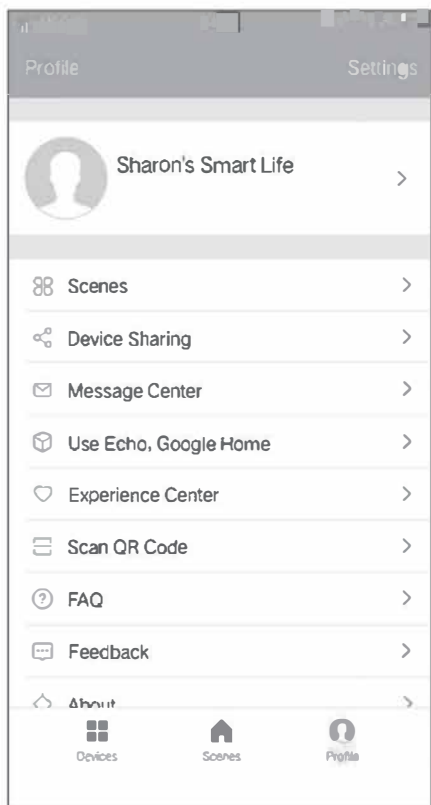 Profile Settings
Sharon's Smart Life
Scenes
Device Sharing
Message Center
Use Echo, Google Home
Experience Center
Scan QR Code
FAQ
Feedback
About
Devices Scenes Profile